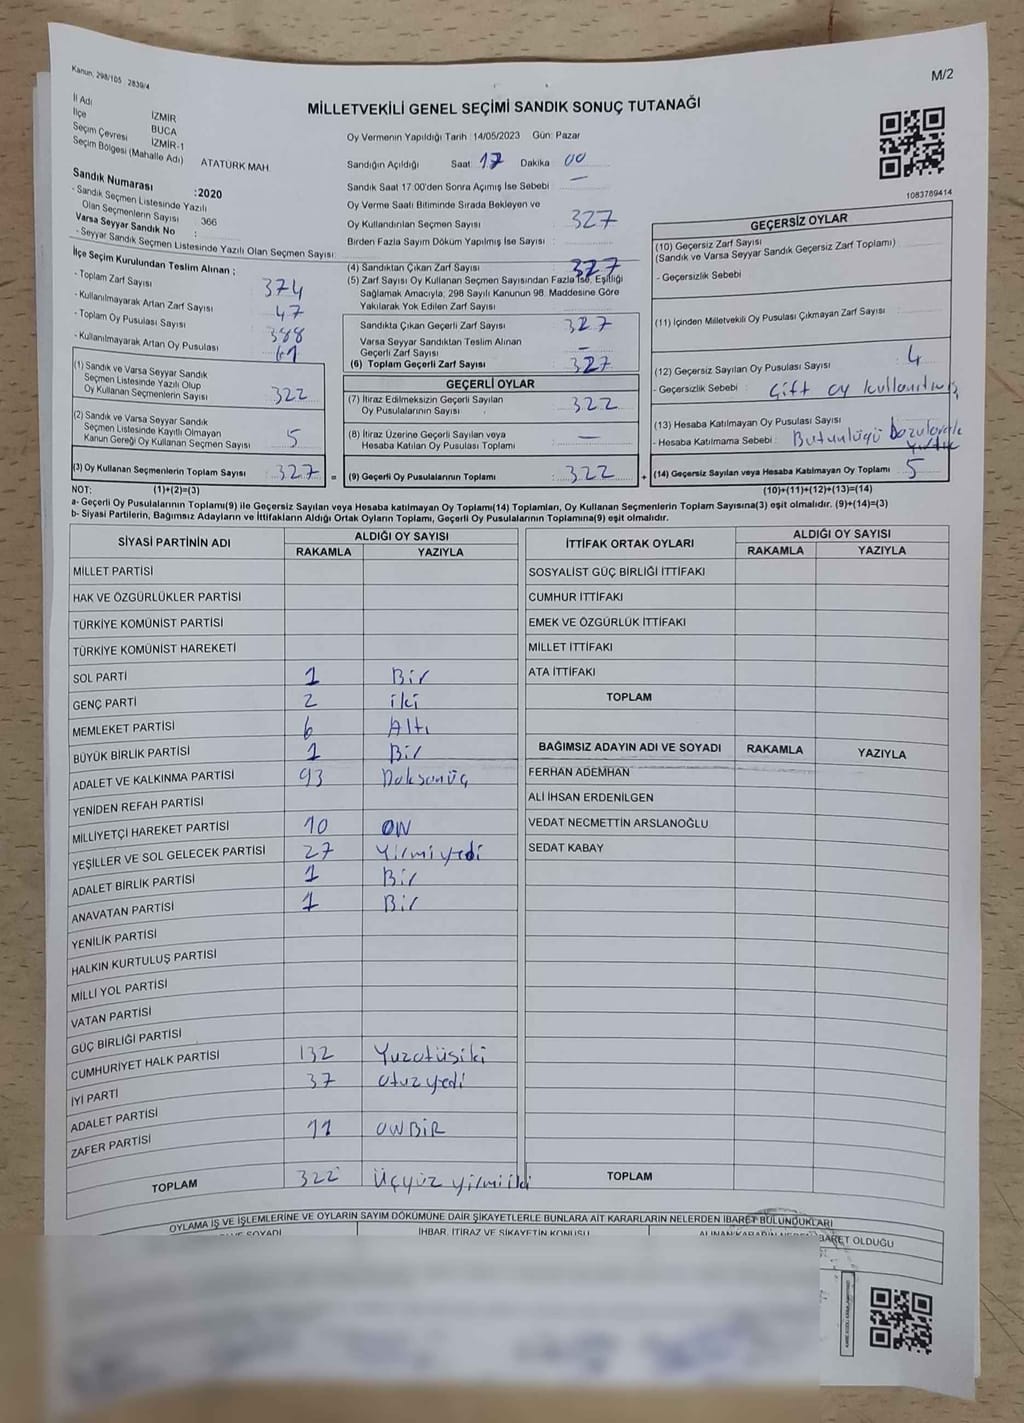 Kanun, 298/105 2839/4
M/2
MİLLETVEKİLİ GENEL SEÇİMİ SANDIK SONUÇ TUTANAĞI
İl Adı İZMİR
İlçe BUCA
Seçim Çevresi İZMİR-1
Seçim Bölgesi (Mahalle Adı) ATATÜRK MAH.
Sandık Numarası :2020
- Sandık Seçmen Listesinde Yazılı
Olan Seçmenlerin Sayısı 366
Varsa Seyyar Sandık No :
- Seyyar Sandık Seçmen Listesinde Yazılı Olan Seçmen Sayısı:
Oy Vermenin Yapıldığı Tarih :14/05/2023 Gün: Pazar
Sandığın Açıldığı Saat 17 Dakika 00
Sandık Saat 17.00'den Sonra Açımış İse Sebebi : —
Oy Verme Saati Bitiminde Sırada Bekleyen ve
Oy Kullandırılan Seçmen Sayısı : 327
Birden Fazla Sayım Döküm Yapılmış İse Sayısı :
1083769414
İlçe Seçim Kurulundan Teslim Alınan ;
- Toplam Zarf Sayısı : 374
- Kullanılmayarak Artan Zarf Sayısı : 47
- Toplam Oy Pusulası Sayısı : 388
- Kullanılmayarak Artan Oy Pusulası : 61
(1) Sandık ve Varsa Seyyar Sandık
Seçmen Listesinde Yazılı Olup
Oy Kullanan Seçmenlerin Sayısı : 322
(2) Sandık ve Varsa Seyyar Sandık
Seçmen Listesinde Kayıtlı Olmayan
Kanun Gereği Oy Kullanan Seçmen Sayısı : 5
(3) Oy Kullanan Seçmenlerin Toplam Sayısı : 327 =
(4) Sandıktan Çıkan Zarf Sayısı : 327
(5) Zarf Sayısı Oy Kullanan Seçmen Sayısından Fazla İse, Eşitliği
Sağlamak Amacıyla; 298 Sayılı Kanunun 98. Maddesine Göre
Yakılarak Yok Edilen Zarf Sayısı :
Sandıkta Çıkan Geçerli Zarf Sayısı : 327
Varsa Seyyar Sandıktan Teslim Alınan
Geçerli Zarf Sayısı : —
(6) Toplam Geçerli Zarf Sayısı : 327
GEÇERLİ OYLAR
(7) İtiraz Edilmeksizin Geçerli Sayılan
Oy Pusulalarının Sayısı : 322
(8) İtiraz Üzerine Geçerli Sayılan veya
Hesaba Katılan Oy Pusulası Toplamı : —
(9) Geçerli Oy Pusulalarının Toplamı : 322 +
GEÇERSİZ OYLAR
(10) Geçersiz Zarf Sayısı
(Sandık ve Varsa Seyyar Sandık Geçersiz Zarf Toplamı) :
- Geçersizlik Sebebi :
(11) İçinden Milletvekili Oy Pusulası Çıkmayan Zarf Sayısı :
(12) Geçersiz Sayılan Oy Pusulası Sayısı : 4
- Geçersizlik Sebebi : Çift oy kullanılmış
(13) Hesaba Katılmayan Oy Pusulası Sayısı :
- Hesaba Katılmama Sebebi : Bütünlüğü bozularak
(14) Geçersiz Sayılan veya Hesaba Katılmayan Oy Toplamı : 5
NOT: (1)+(2)=(3) (10)+(11)+(12)+(13)=(14)
a- Geçerli Oy Pusulalarının Toplamı(9) ile Geçersiz Sayılan veya Hesaba katılmayan Oy Toplamı(14) Toplamları, Oy Kullanan Seçmenlerin Toplam Sayısına(3) eşit olmalıdır. (9)+(14)=(3)
b- Siyasi Partilerin, Bağımsız Adayların ve İttifakların Aldığı Ortak Oyların Toplamı, Geçerli Oy Pusulalarının Toplamına(9) eşit olmalıdır.
SİYASİ PARTİNİN ADI ALDIĞI OY SAYISI
RAKAMLA YAZIYLA
MİLLET PARTİSİ
HAK VE ÖZGÜRLÜKLER PARTİSİ
TÜRKİYE KOMÜNİST PARTİSİ
TÜRKİYE KOMÜNİST HAREKETİ
SOL PARTİ 1 Bir
GENÇ PARTİ 2 iki
MEMLEKET PARTİSİ 6 Altı
BÜYÜK BİRLİK PARTİSİ 1 Bir
ADALET VE KALKINMA PARTİSİ 93 Doksanüç
YENİDEN REFAH PARTİSİ
MİLLİYETÇİ HAREKET PARTİSİ 10 ON
YEŞİLLER VE SOL GELECEK PARTİSİ 27 Yirmiyedi
ADALET BİRLİK PARTİSİ 1 Bir
ANAVATAN PARTİSİ 1 Bir
YENİLİK PARTİSİ
HALKIN KURTULUŞ PARTİSİ
MİLLİ YOL PARTİSİ
VATAN PARTİSİ
GÜÇ BİRLİĞİ PARTİSİ
CUMHURİYET HALK PARTİSİ 132 Yuzotüsiki
İYİ PARTİ 37 otuzyedi
ADALET PARTİSİ
ZAFER PARTİSİ 11 ONBİR
TOPLAM 322 Üçyüz yirmiiki
İTTİFAK ORTAK OYLARI ALDIĞI OY SAYISI
RAKAMLA YAZIYLA
SOSYALİST GÜÇ BİRLİĞİ İTTİFAKI
CUMHUR İTTİFAKI
EMEK VE ÖZGÜRLÜK İTTİFAKI
MİLLET İTTİFAKI
ATA İTTİFAKI
TOPLAM
BAĞIMSIZ ADAYIN ADI VE SOYADI RAKAMLA YAZIYLA
FERHAN ADEMHAN
ALİ İHSAN ERDENİLGEN
VEDAT NECMETTİN ARSLANOĞLU
SEDAT KABAY
TOPLAM
OYLAMA İŞ VE İŞLEMLERİNE VE OYLARIN SAYIM DÖKÜMÜNE DAİR ŞİKAYETLERLE BUNLARA AİT KARARLARIN NELERDEN İBARET BULUNDUKLARI
SOYADI İHBAR, İTİRAZ VE ŞİKAYETİN KONUSU ALINAN KARARIN NEDEN İBARET OLDUĞU